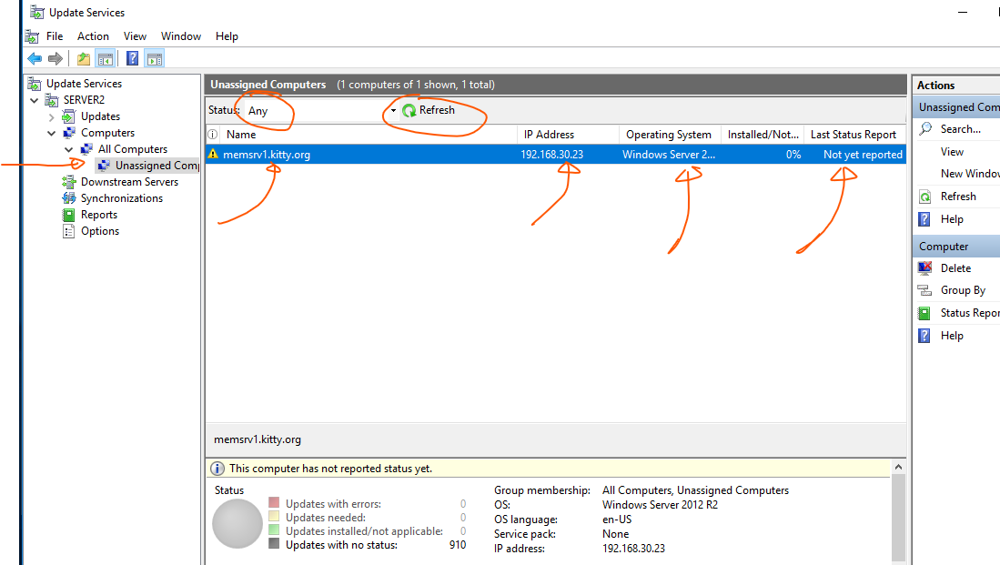 Update Services
File Action View Window Help
Update Services
SERVER2
Updates
Computers
All Computers
Unassigned Comp
Downstream Servers
Synchronizations
Reports
Options
Unassigned Computers (1 computers of 1 shown, 1 total)
Status: Any Refresh
Name IP Address Operating System Installed/Not... Last Status Report
memsrv1.kitty.org 192.168.30.23 Windows Server 2... 0% Not yet reported
memsrv1.kitty.org
This computer has not reported status yet.
Status
Updates with errors: 0
Updates needed: 0
Updates installed/not applicable: 0
Updates with no status: 910
Group membership: All Computers, Unassigned Computers
OS: Windows Server 2012 R2
OS language: en-US
Service pack: None
IP address: 192.168.30.23
Actions
Unassigned Com
Search...
View
New Windo
Refresh
Help
Computer
Delete
Group By
Status Repor
Help